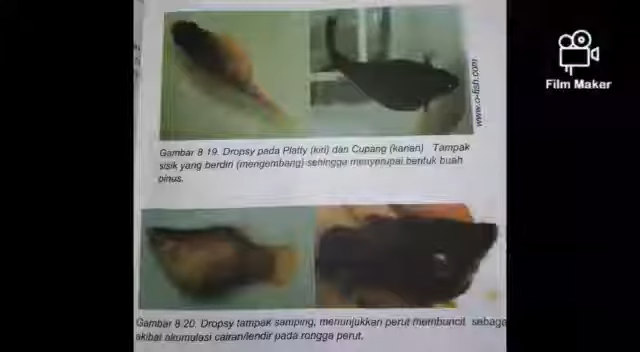 Film Maker
www.o-fish.com
Gambar 8.19. Dropsy pada Platty (kiri) dan Cupang (kanan) Tampak
sisik yang berdiri (mengembang) sehingga menyerupai bentuk buah
pinus.
Gambar 8.20. Dropsy tampak samping, menunjukkan perut membuncit sebaga
akibat akumulasi cairan/lendir pada rongga perut.